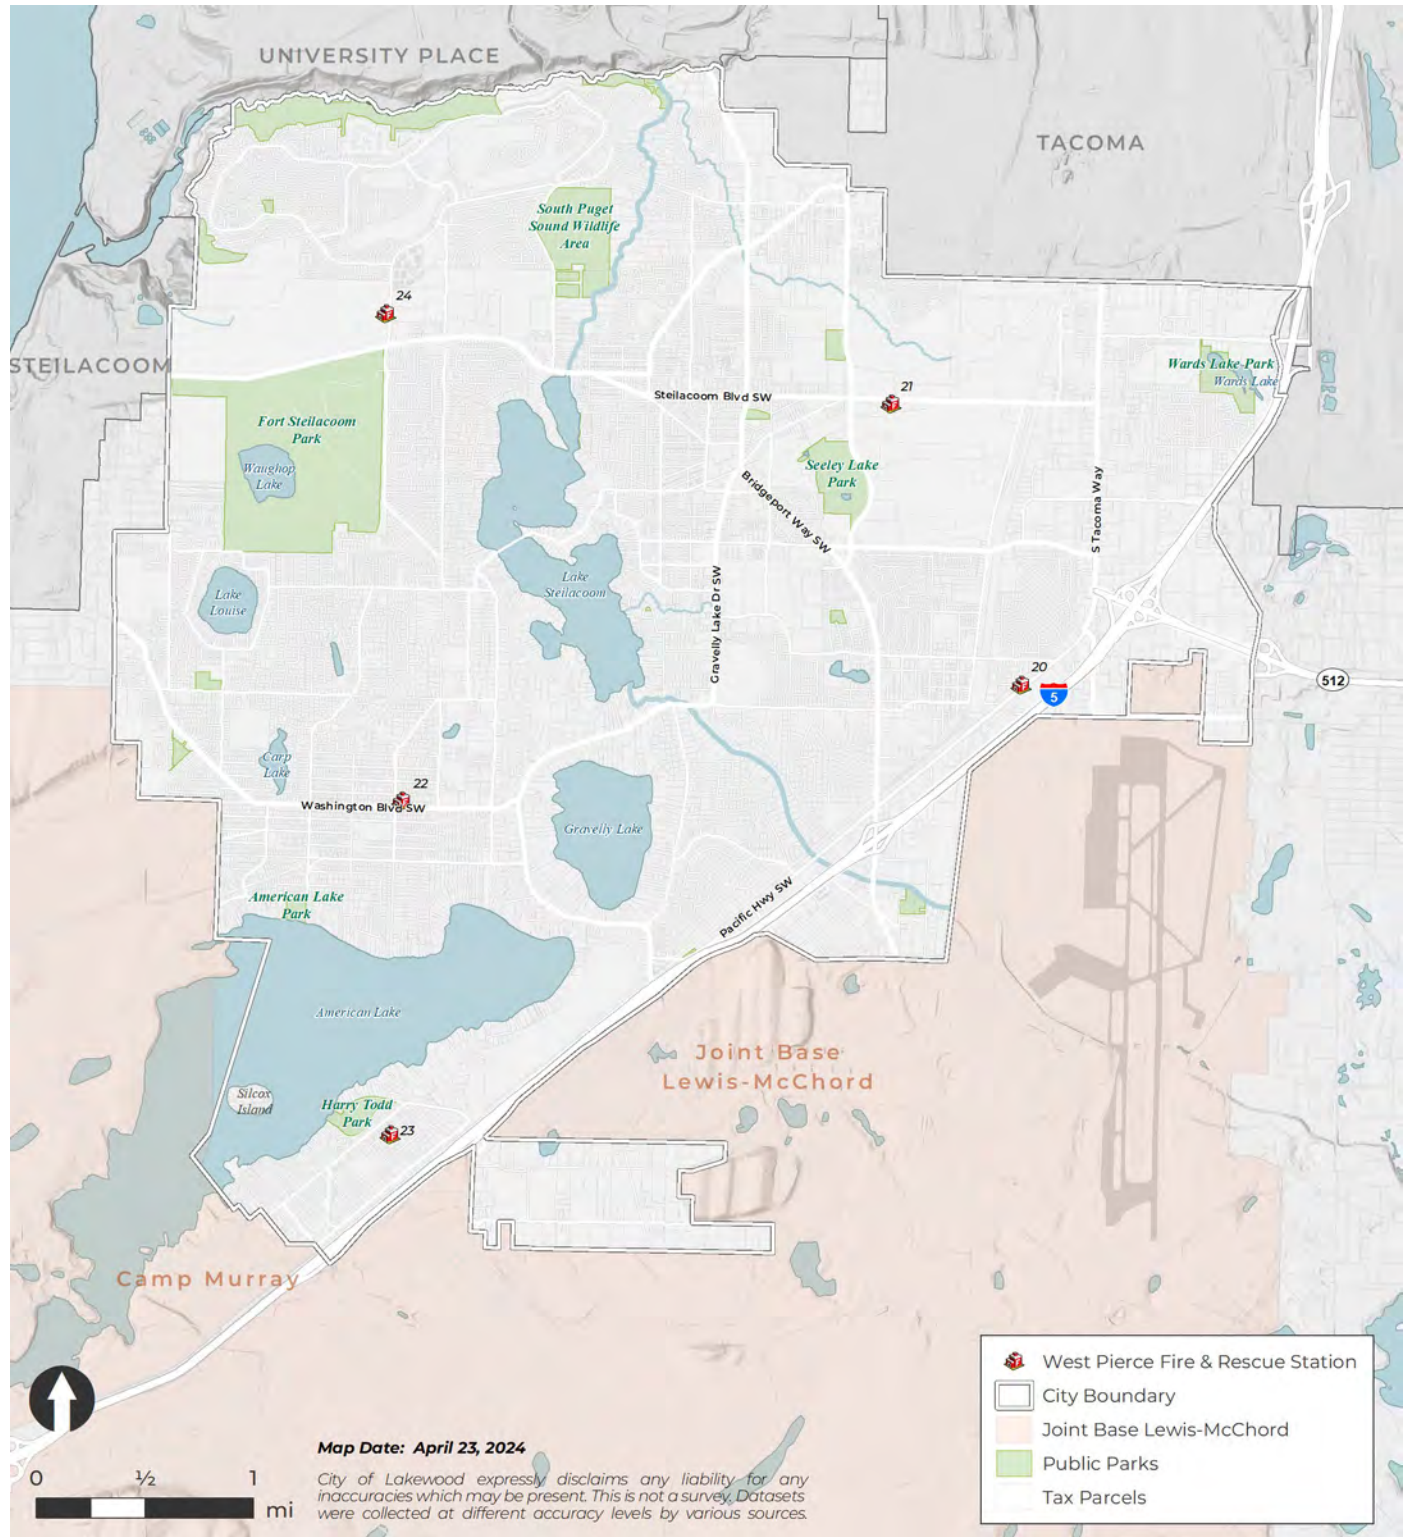 UNIVERSITY PLACE
TACOMA
South Puget
Sound Wildlife
Area
24
STEILACOOM
Wards Lake Park
Wards Lake
21
Steilacoom Blvd SW
Fort Steilacoom
Park
Waughop
Lake
Seeley Lake
Park
Bridgeport Way SW
S Tacoma Way
Lake
Steilacoom
Lake
Louise
Gravelly Lake Dr SW
20
5
512
Carp
Lake
22
Washington Blvd SW
Gravelly Lake
American Lake
Park
Pacific Hwy SW
American Lake
Joint Base
Lewis-McChord
Silcox
Island
Harry Todd
Park
23
Camp Murray
West Pierce Fire & Rescue Station
City Boundary
Joint Base Lewis-McChord
Public Parks
Tax Parcels
Map Date: April 23, 2024
0 ½ 1
mi
City of Lakewood expressly disclaims any liability for any
inaccuracies which may be present. This is not a survey. Datasets
were collected at different accuracy levels by various sources.